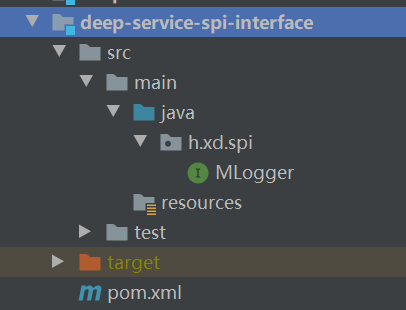 deep-service-spi-interface
src
main
java
h.xd.spi
I MLogger
resources
test
target
m pom.xml